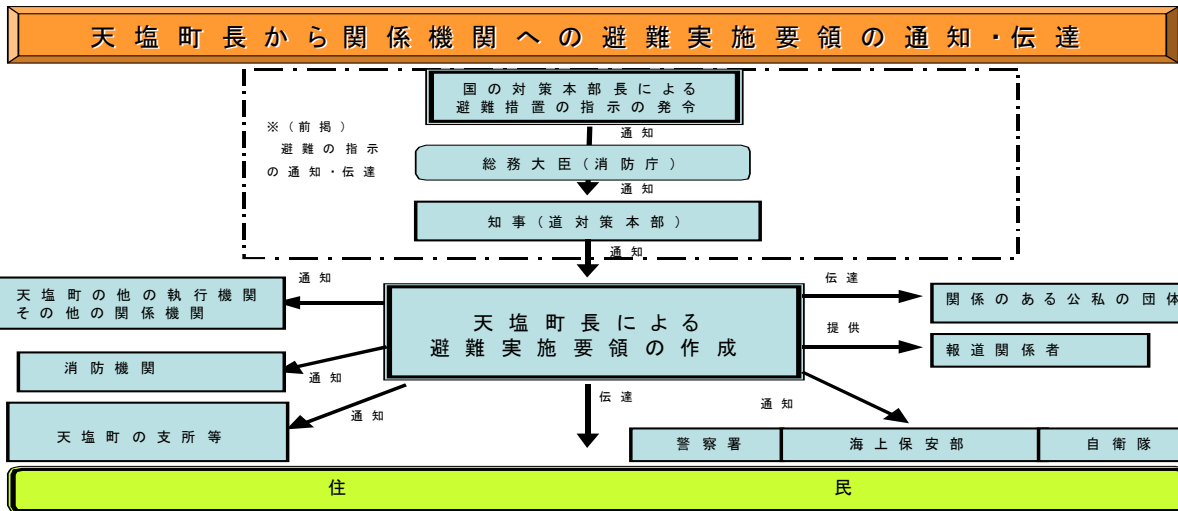 天塩町長から関係機関への避難実施要領の通知・伝達
国の対策本部長による
避難措置の指示の発令
※(前掲)
避難の指示
の通知・伝達
通知
総務大臣(消防庁)
通知
知事(道対策本部)
通知
通知
伝達
天塩町の他の執行機関
その他の関係機関
天塩町長による
避難実施要領の作成
関係のある公私の団体
提供
消防機関
報道関係者
通知
通知
伝達
通知
天塩町の支所等
警察署
海上保安部
自衛隊
住民